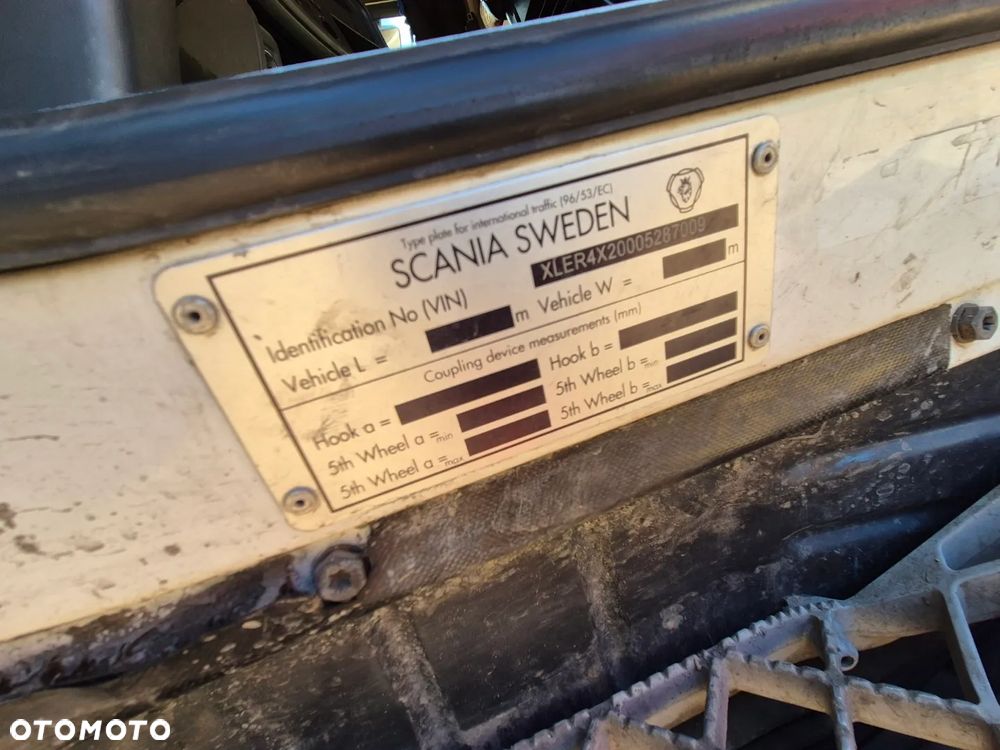 Type plate for international traffic (96/53/EC)
SCANIA SWEDEN
Identification No (VIN) XLER4X20005287009
Vehicle L = m Vehicle W = m
Coupling device measurements (mm)
Hook a = Hook b =
5th Wheel a = min 5th Wheel b = min
5th Wheel a = max 5th Wheel b = max
OTOMOTO